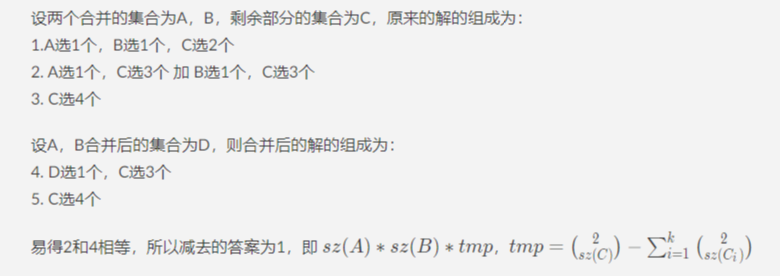 设两个合并的集合为A，B，剩余部分的集合为C，原来的解的组成为：
1.A选1个，B选1个，C选2个
2. A选1个，C选3个 加 B选1个，C选3个
3. C选4个
设A，B合并后的集合为D，则合并后的解的组成为：
4. D选1个，C选3个
5. C选4个
易得2和4相等，所以减去的答案为1，即 $sz(A) * sz(B) * tmp$，$tmp = \binom{2}{sz(C)} - \sum_{i=1}^{k} \binom{2}{sz(C_i)}$